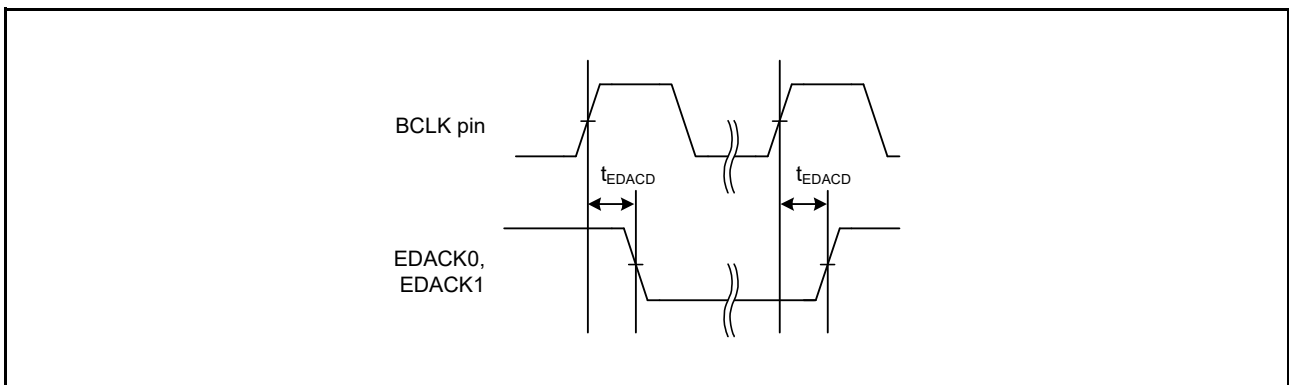 BCLK pin
tEDACD
tEDACD
EDACK0,
EDACK1